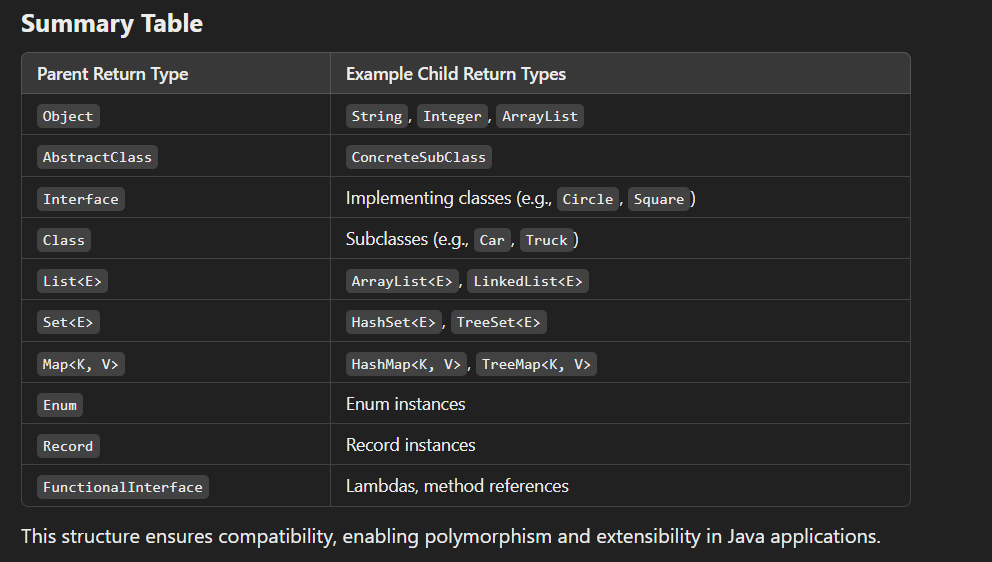 Summary Table
Parent Return Type Example Child Return Types
Object String, Integer, ArrayList
AbstractClass ConcreteSubClass
Interface Implementing classes (e.g., Circle, Square)
Class Subclasses (e.g., Car, Truck)
List<E> ArrayList<E>, LinkedList<E>
Set<E> HashSet<E>, TreeSet<E>
Map<K, V> HashMap<K, V>, TreeMap<K, V>
Enum Enum instances
Record Record instances
FunctionalInterface Lambdas, method references
This structure ensures compatibility, enabling polymorphism and extensibility in Java applications.